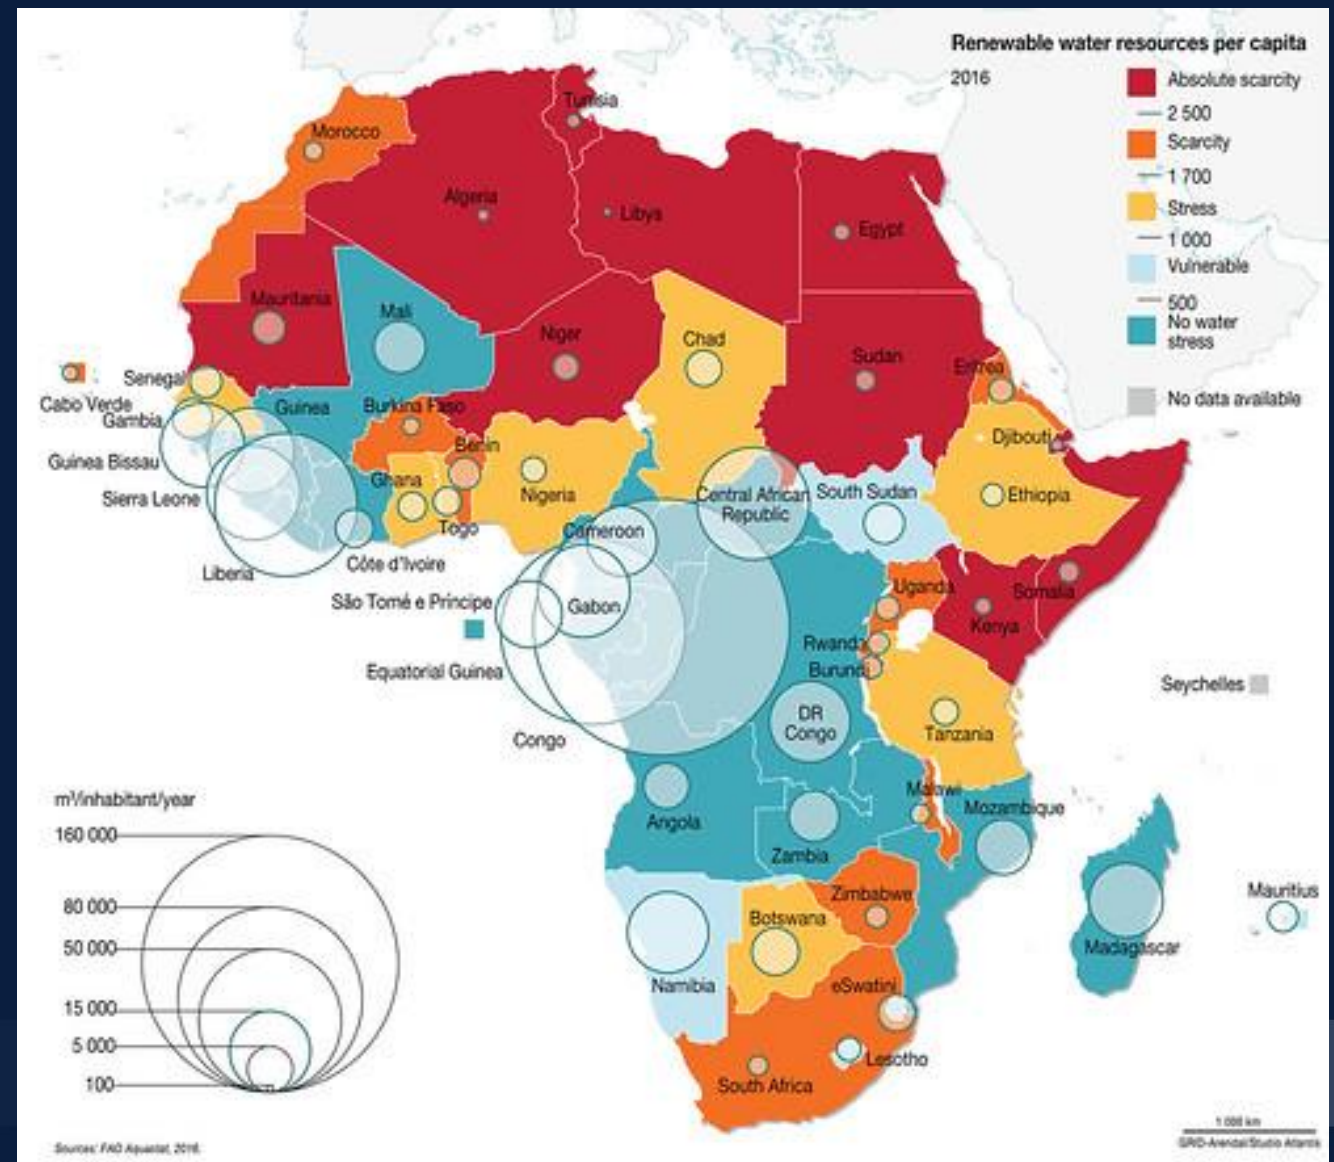 Renewable water resources per capita
2016
Absolute scarcity
2 500
Scarcity
1 700
Stress
1 000
Vulnerable
500
No water
stress
No data available
Tunisia
Morocco
Algeria
Libya
Egypt
Mauritania
Mali
Niger
Chad
Sudan
Eritrea
Senegal
Cabo Verde
Gambia
Guinea
Burkina Faso
Djibouti
Guinea Bissau
Benin
Ghana
Nigeria
Central African
Republic
South Sudan
Ethiopia
Sierra Leone
Togo
Cameroon
Liberia
Côte d'Ivoire
Somalia
São Tomé e Príncipe
Gabon
Uganda
Kenya
Rwanda
Burundi
Equatorial Guinea
Seychelles
DR
Congo
Tanzania
Congo
Malawi
Mozambique
Angola
Zambia
Zimbabwe
Mauritius
Botswana
Madagascar
Namibia
eSwatini
Lesotho
South Africa
m³/inhabitant/year
160 000
80 000
50 000
15 000
5 000
100
1 000 km
Sources: FAO Aquastat, 2016.
GRID-Arendal/Studio Atlantis